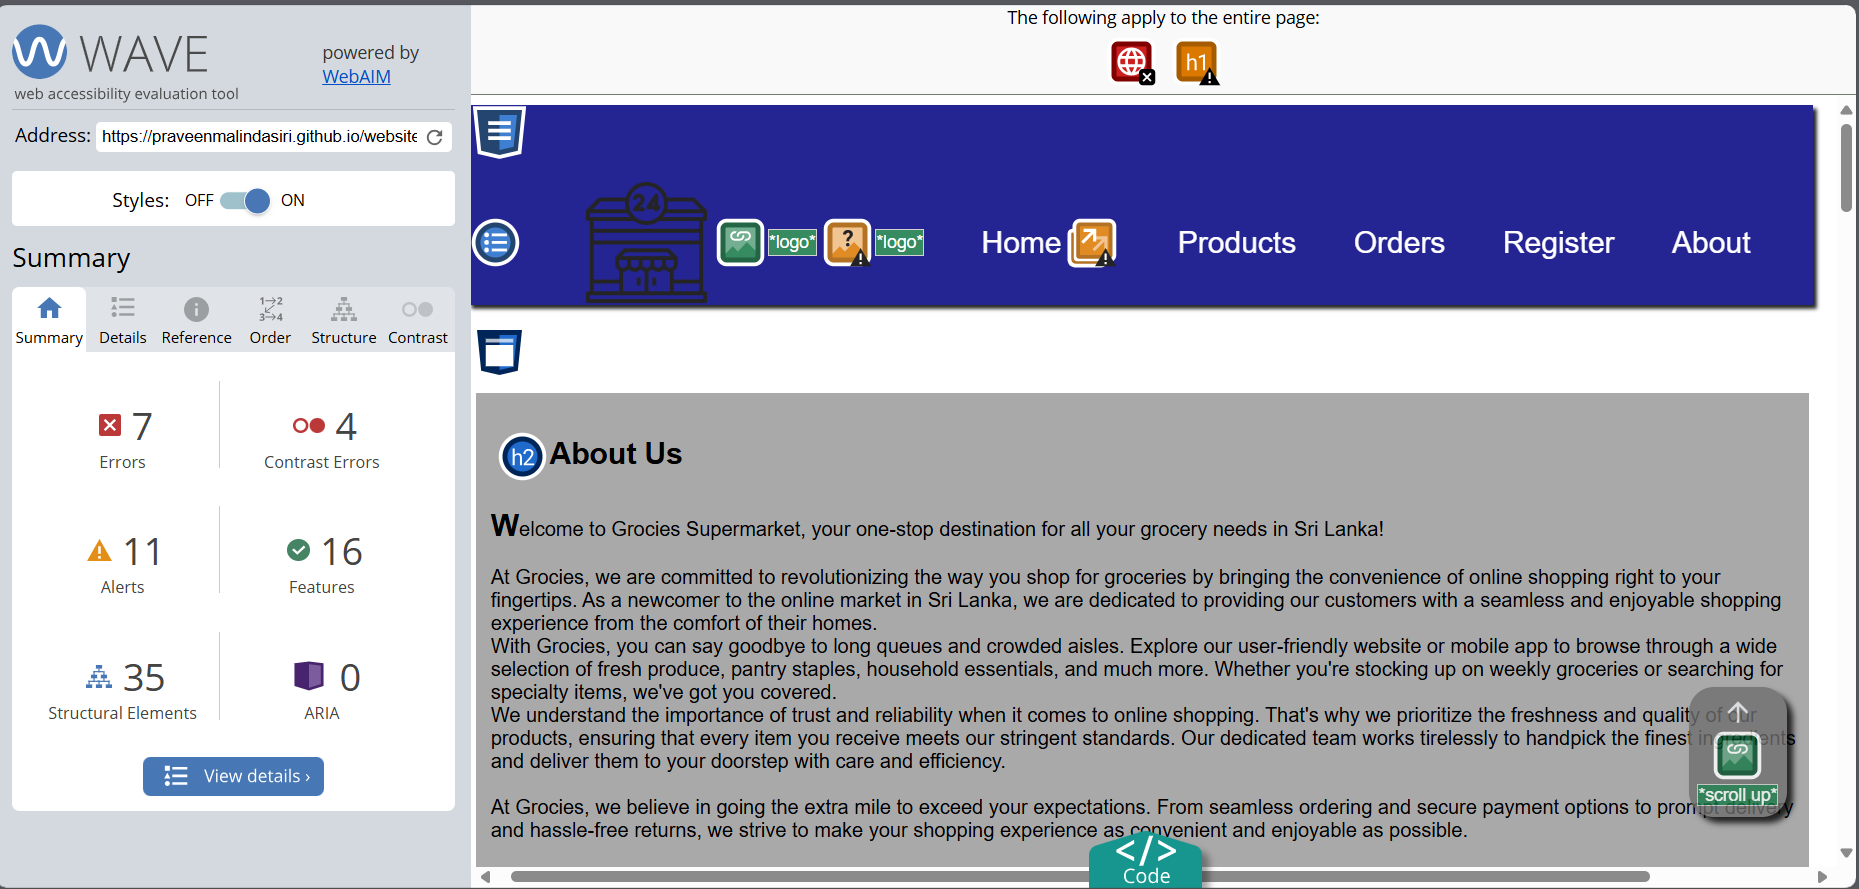 WAVE
powered by
WebAIM
web accessibility evaluation tool
Address: https://praveenmalindasiri.github.io/website
Styles: OFF ON
Summary
Summary Details Reference Order Structure Contrast
7
Errors
4
Contrast Errors
11
Alerts
16
Features
35
Structural Elements
0
ARIA
View details ›
The following apply to the entire page:
h1
24
*logo* *logo*
Home Products Orders Register About
h2 About Us
Welcome to Grocies Supermarket, your one-stop destination for all your grocery needs in Sri Lanka!
At Grocies, we are committed to revolutionizing the way you shop for groceries by bringing the convenience of online shopping right to your
fingertips. As a newcomer to the online market in Sri Lanka, we are dedicated to providing our customers with a seamless and enjoyable shopping
experience from the comfort of their homes.
With Grocies, you can say goodbye to long queues and crowded aisles. Explore our user-friendly website or mobile app to browse through a wide
selection of fresh produce, pantry staples, household essentials, and much more. Whether you're stocking up on weekly groceries or searching for
specialty items, we've got you covered.
We understand the importance of trust and reliability when it comes to online shopping. That's why we prioritize the freshness and quality of our
products, ensuring that every item you receive meets our stringent standards. Our dedicated team works tirelessly to handpick the finest ingredients
and deliver them to your doorstep with care and efficiency.
At Grocies, we believe in going the extra mile to exceed your expectations. From seamless ordering and secure payment options to prompt delivery
and hassle-free returns, we strive to make your shopping experience as convenient and enjoyable as possible.
*scroll up*
</> Code